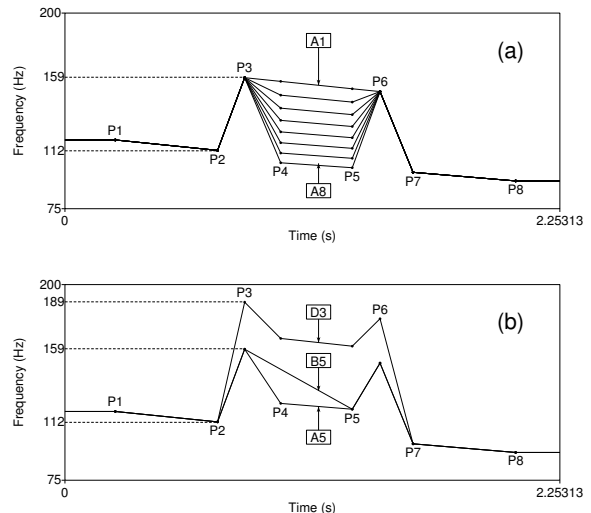 200
A1
(a)
159
P3
P6
Frequency (Hz)
P1
112
P2
P4
P5
A8
P7
P8
75
0
2.25313
Time (s)
200
189
P3
D3
P6
(b)
159
B5
Frequency (Hz)
P1
P4
P5
112
P2
A5
P7
P8
75
0
2.25313
Time (s)